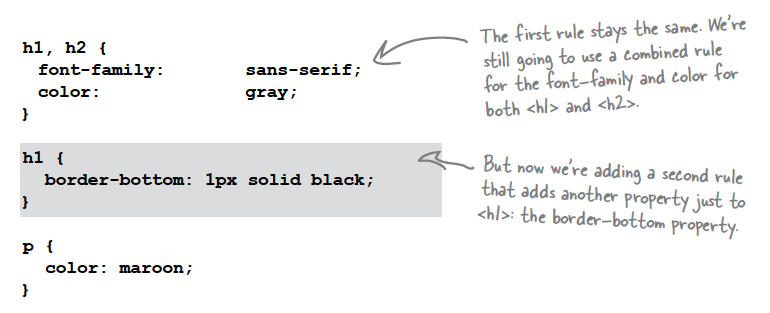 h1, h2 {
font-family: sans-serif;
color: gray;
}
The first rule stays the same. We're
still going to use a combined rule
for the font-family and color for
both <h1> and <h2>.
h1 {
border-bottom: 1px solid black;
}
But now we're adding a second rule
that adds another property just to
<h1>: the border-bottom property.
p {
color: maroon;
}